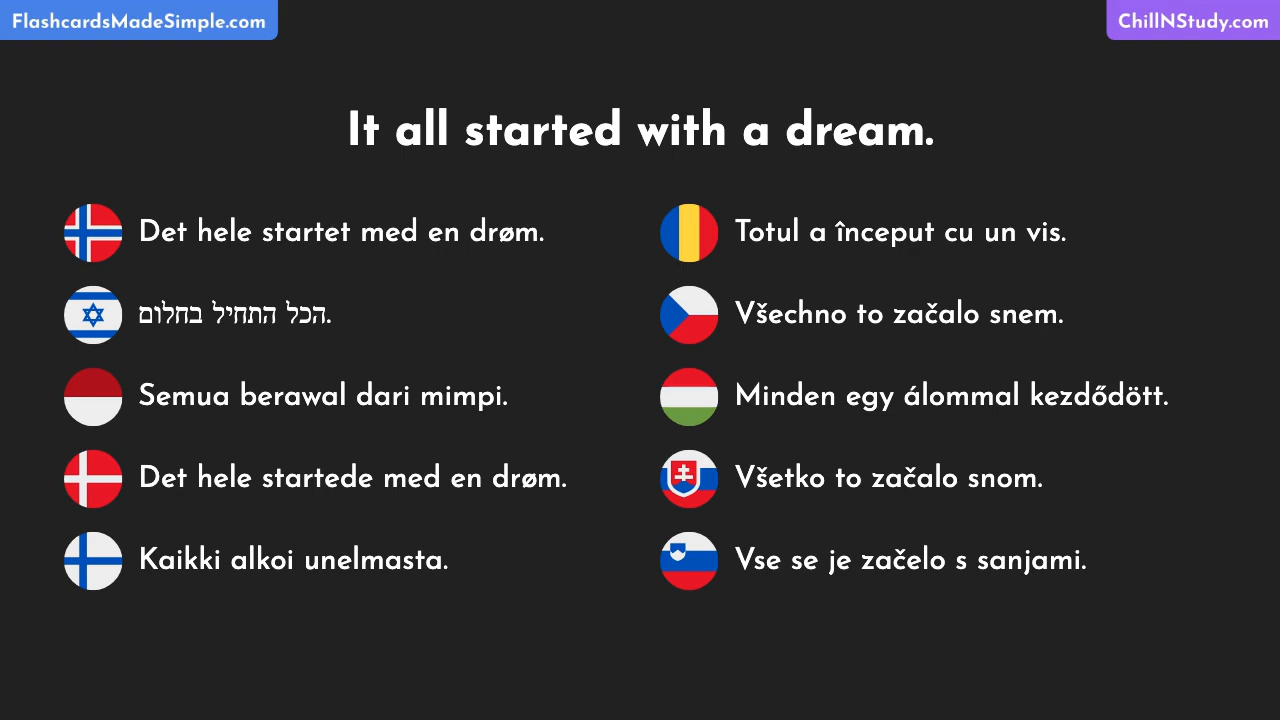 FlashcardsMadeSimple.com
ChillNStudy.com
It all started with a dream.
Det hele startet med en drøm.
הכל התחיל בחלום.
Semua berawal dari mimpi.
Det hele startede med en drøm.
Kaikki alkoi unelmasta.
Totul a început cu un vis.
Všechno to začalo snem.
Minden egy álommal kezdődött.
Všetko to začalo snom.
Vse se je začelo s sanjami.